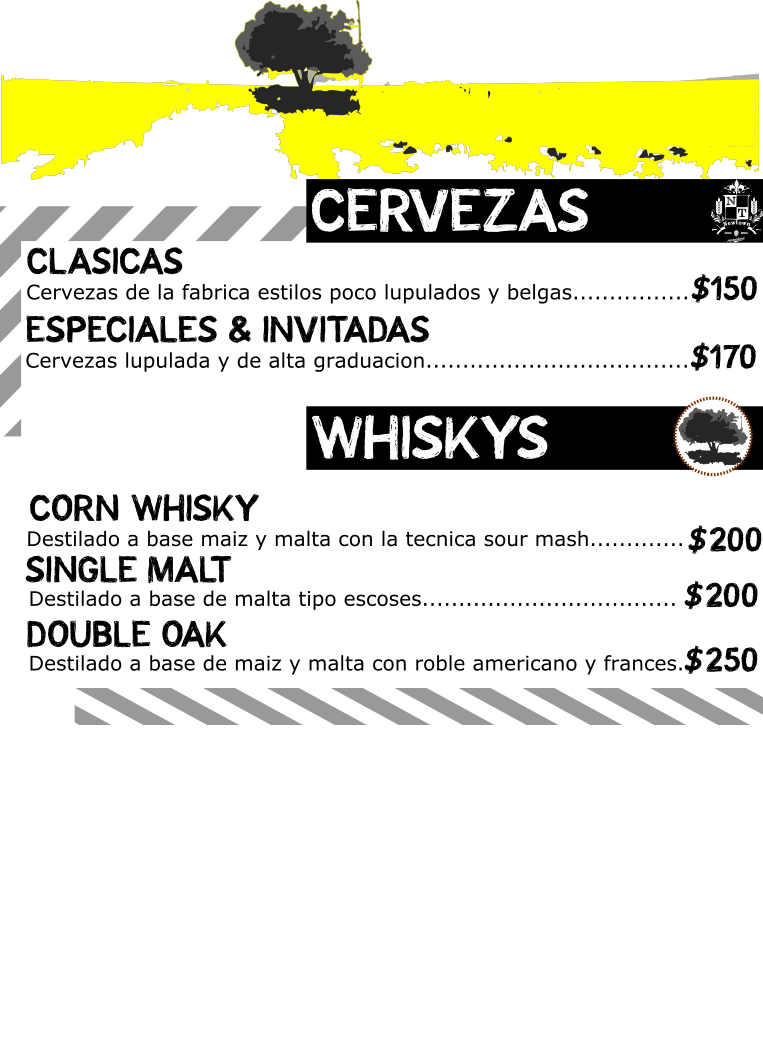 CERVEZAS
N T
Newtown
CLASICAS
Cervezas de la fabrica estilos poco lupulados y belgas................$150
ESPECIALES & INVITADAS
Cervezas lupulada y de alta graduacion....................................$170
WHISKYS
CORN WHISKY
Destilado a base maiz y malta con la tecnica sour mash.............$200
SINGLE MALT
Destilado a base de malta tipo escoses................................... $200
DOUBLE OAK
Destilado a base de maiz y malta con roble americano y frances.$250